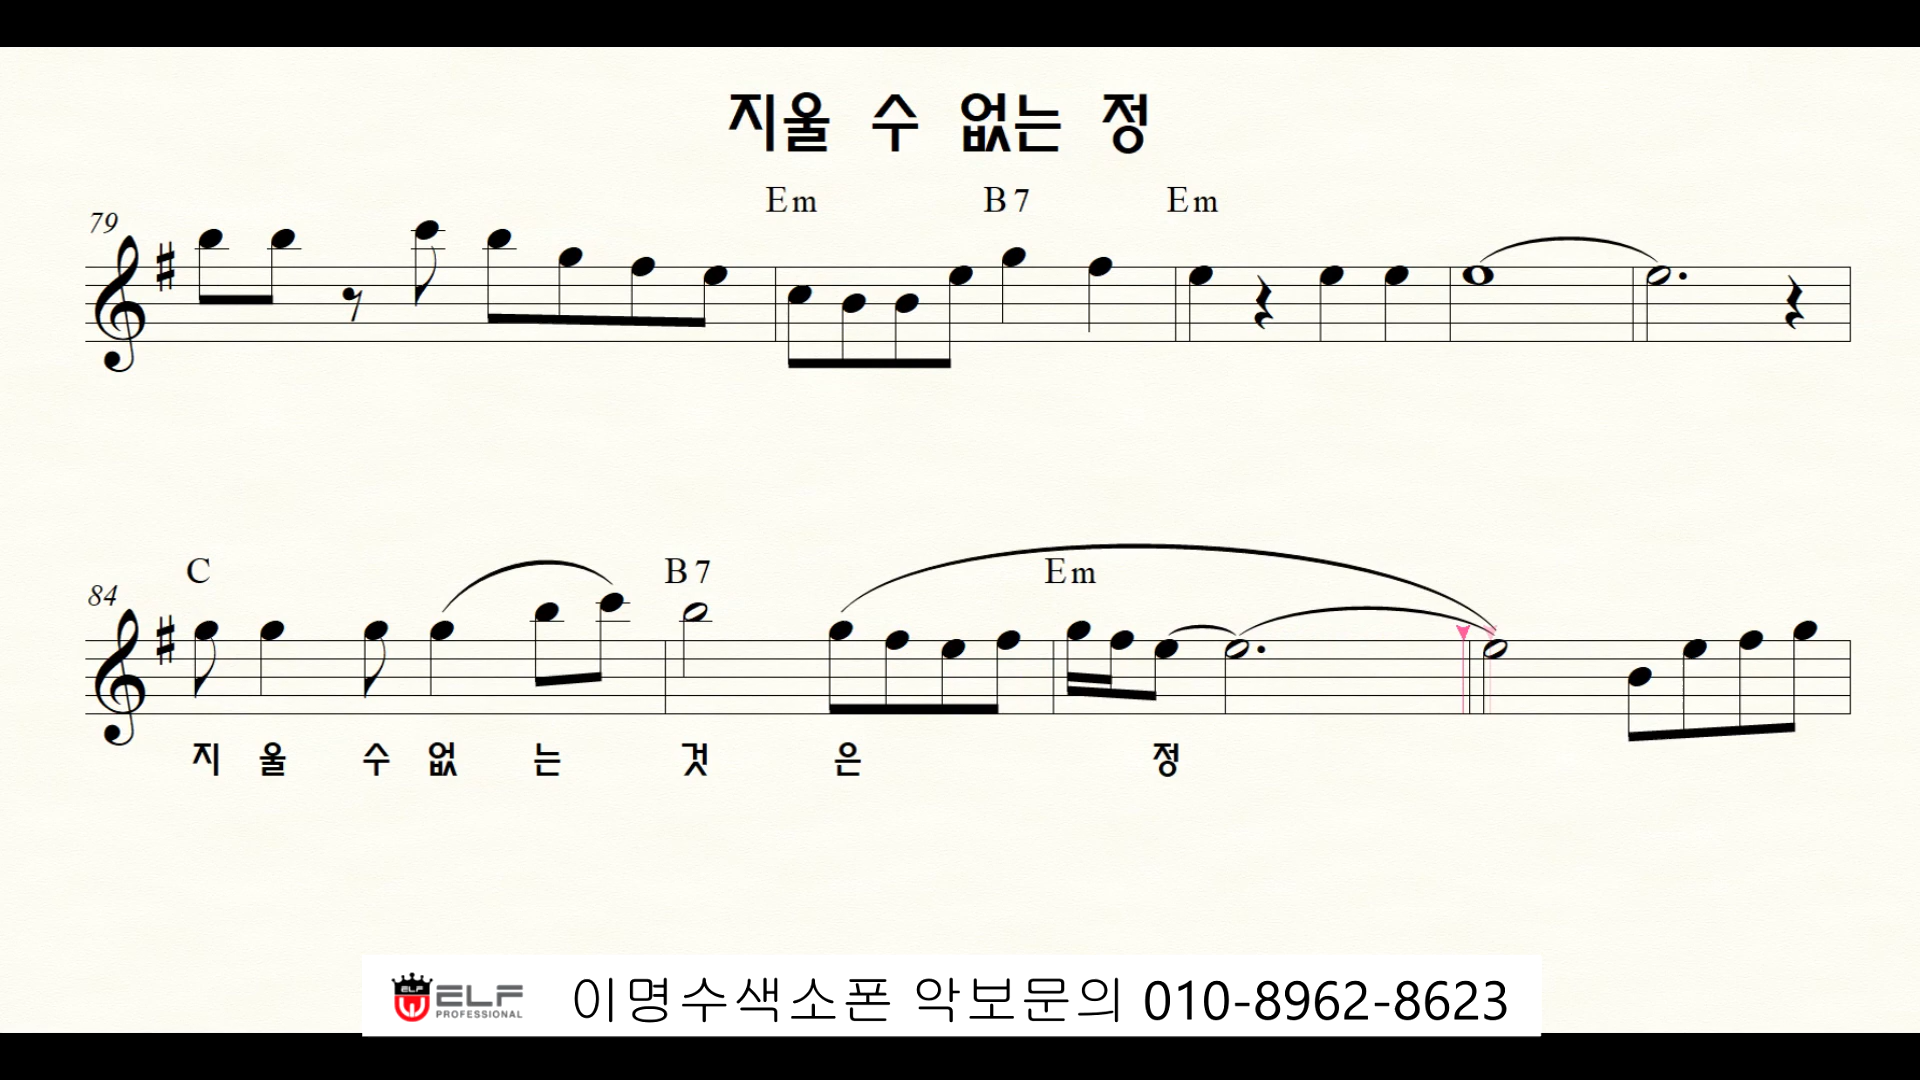 지울 수 없는 정
Em B7 Em
79
C B7 Em
84
지 울 수 없 는 것 은 정
ELF ELF PROFESSIONAL 이명수색소폰 악보문의 010-8962-8623